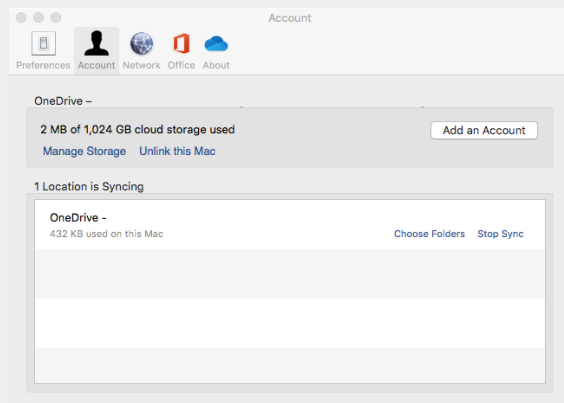 Account
Preferences Account Network Office About
OneDrive –
2 MB of 1,024 GB cloud storage used
Add an Account
Manage Storage Unlink this Mac
1 Location is Syncing
OneDrive -
432 KB used on this Mac
Choose Folders Stop Sync